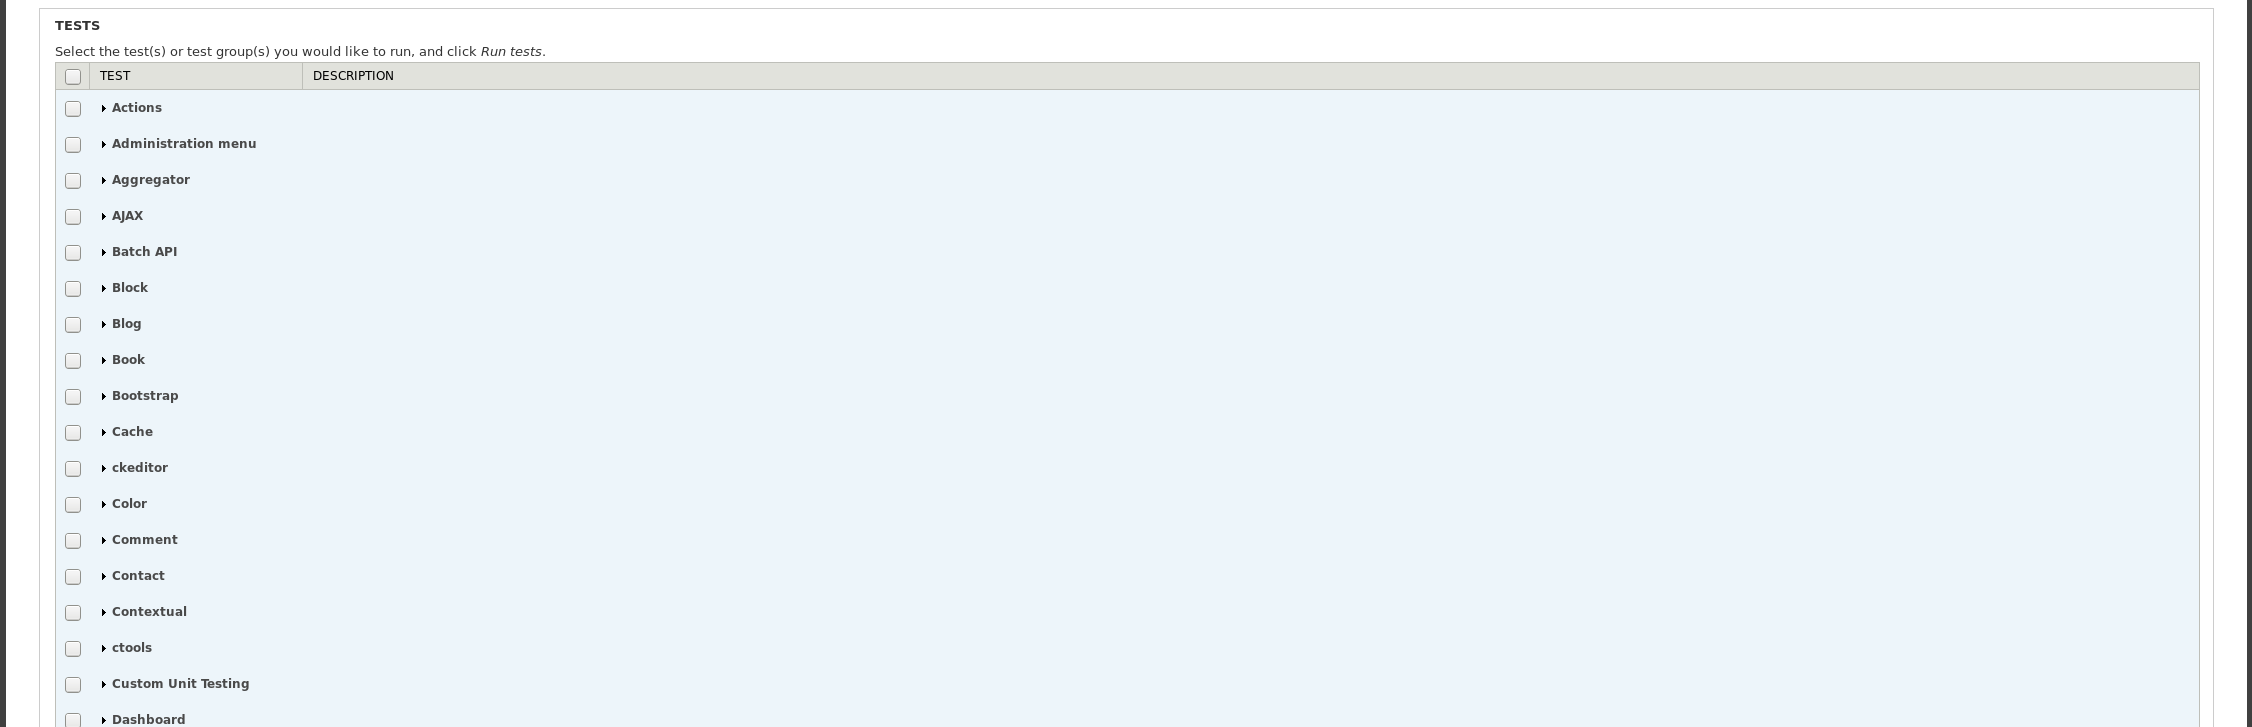 TESTS
Select the test(s) or test group(s) you would like to run, and click Run tests.
TEST DESCRIPTION
Actions
Administration menu
Aggregator
AJAX
Batch API
Block
Blog
Book
Bootstrap
Cache
ckeditor
Color
Comment
Contact
Contextual
ctools
Custom Unit Testing
Dashboard